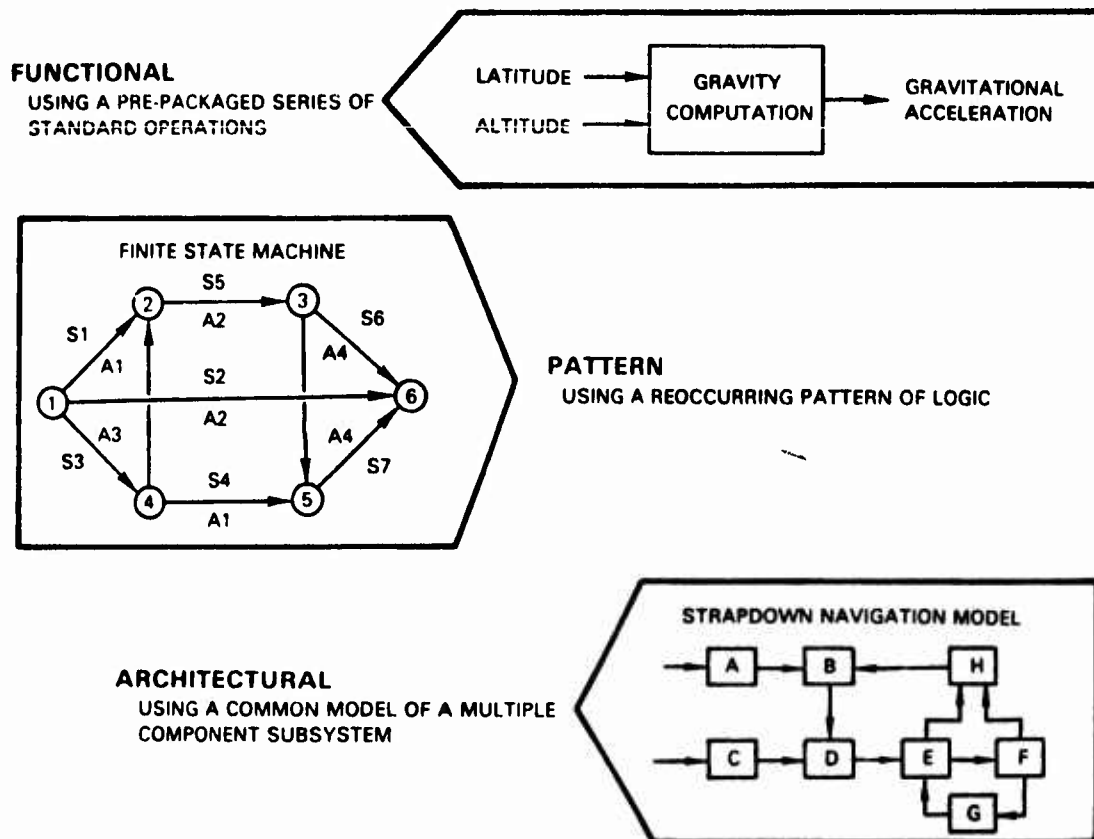 FUNCTIONAL
USING A PRE-PACKAGED SERIES OF
STANDARD OPERATIONS
LATITUDE
ALTITUDE
GRAVITY
COMPUTATION
GRAVITATIONAL
ACCELERATION
FINITE STATE MACHINE
S5
2
3
A2
S1
S6
A1
A4
S2
1
6
A2
A3
A4
S3
S7
S4
4
5
A1
PATTERN
USING A REOCCURRING PATTERN OF LOGIC
ARCHITECTURAL
USING A COMMON MODEL OF A MULTIPLE
COMPONENT SUBSYSTEM
STRAPDOWN NAVIGATION MODEL
A
B
H
C
D
E
F
G